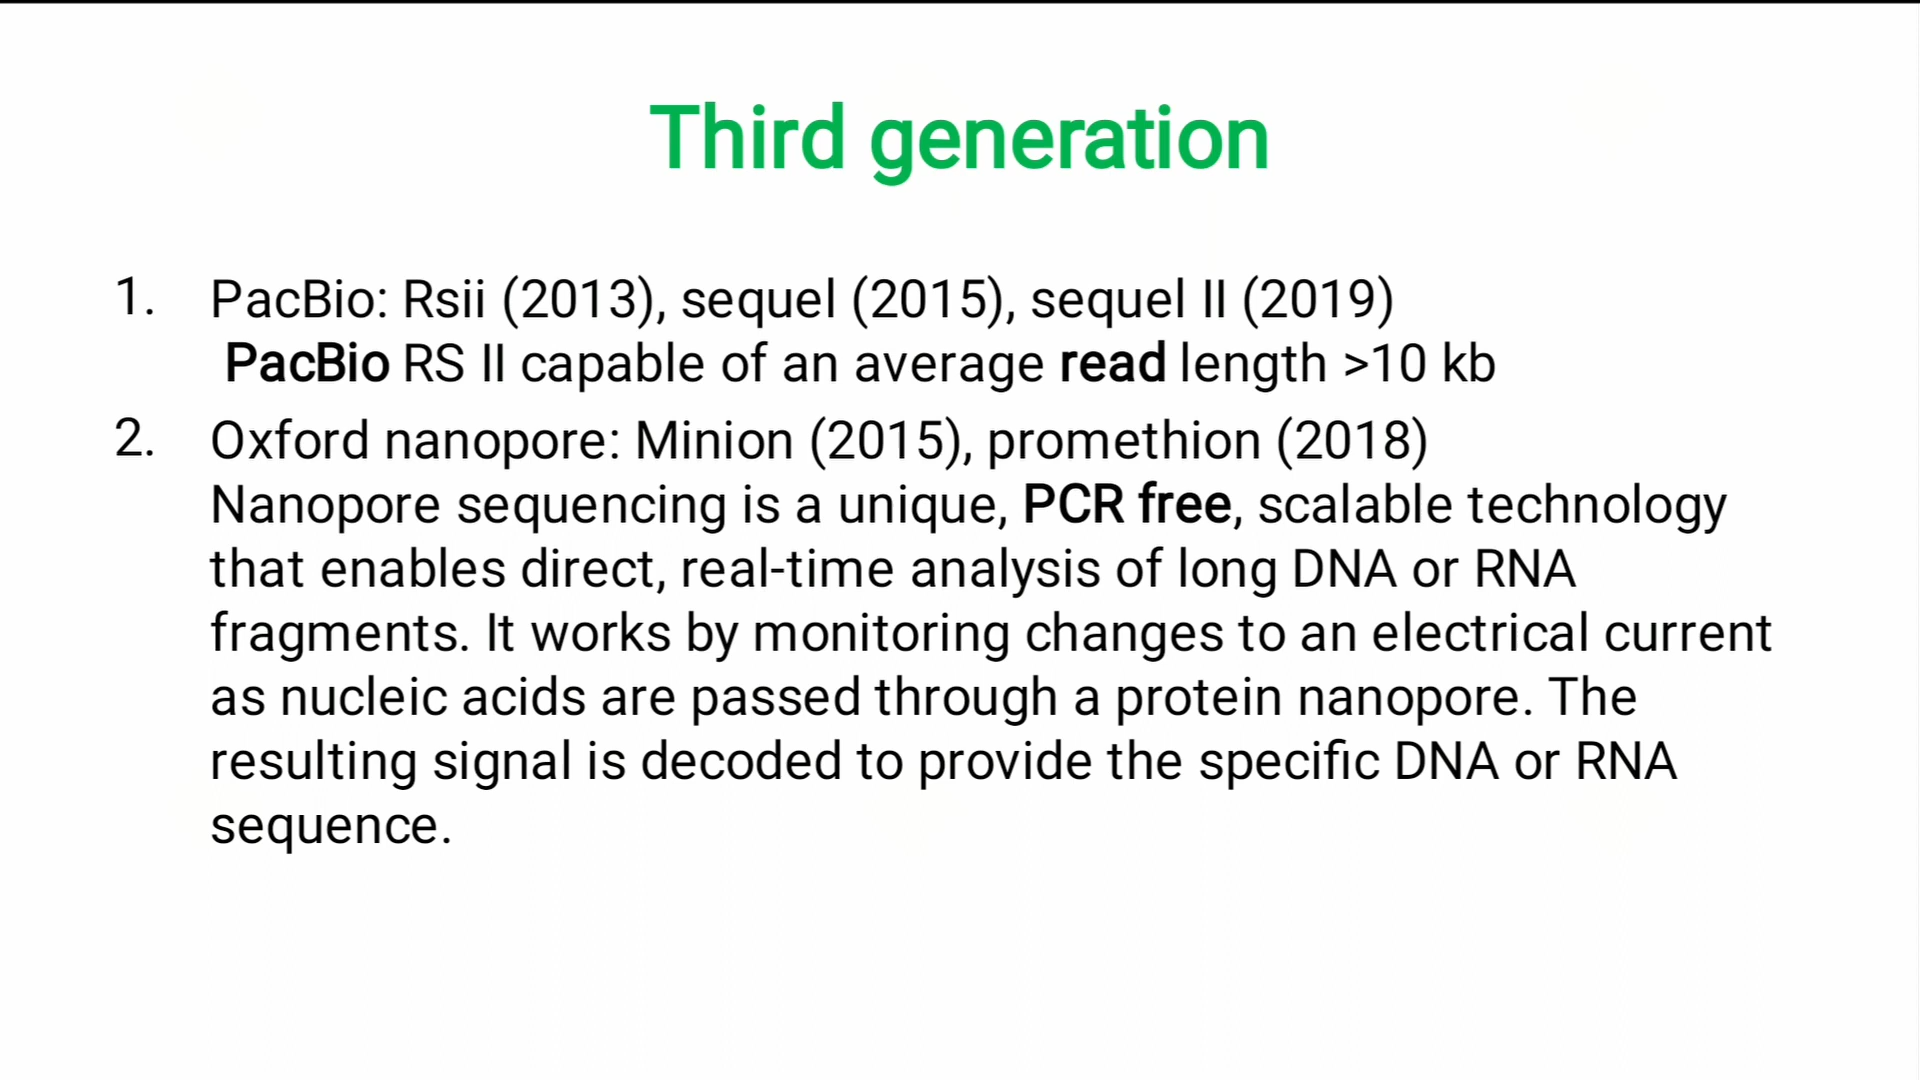 Third generation
1. PacBio: Rsii (2013), sequel (2015), sequel II (2019)
PacBio RS II capable of an average read length >10 kb
2. Oxford nanopore: Minion (2015), promethion (2018)
Nanopore sequencing is a unique, PCR free, scalable technology
that enables direct, real-time analysis of long DNA or RNA
fragments. It works by monitoring changes to an electrical current
as nucleic acids are passed through a protein nanopore. The
resulting signal is decoded to provide the specific DNA or RNA
sequence.